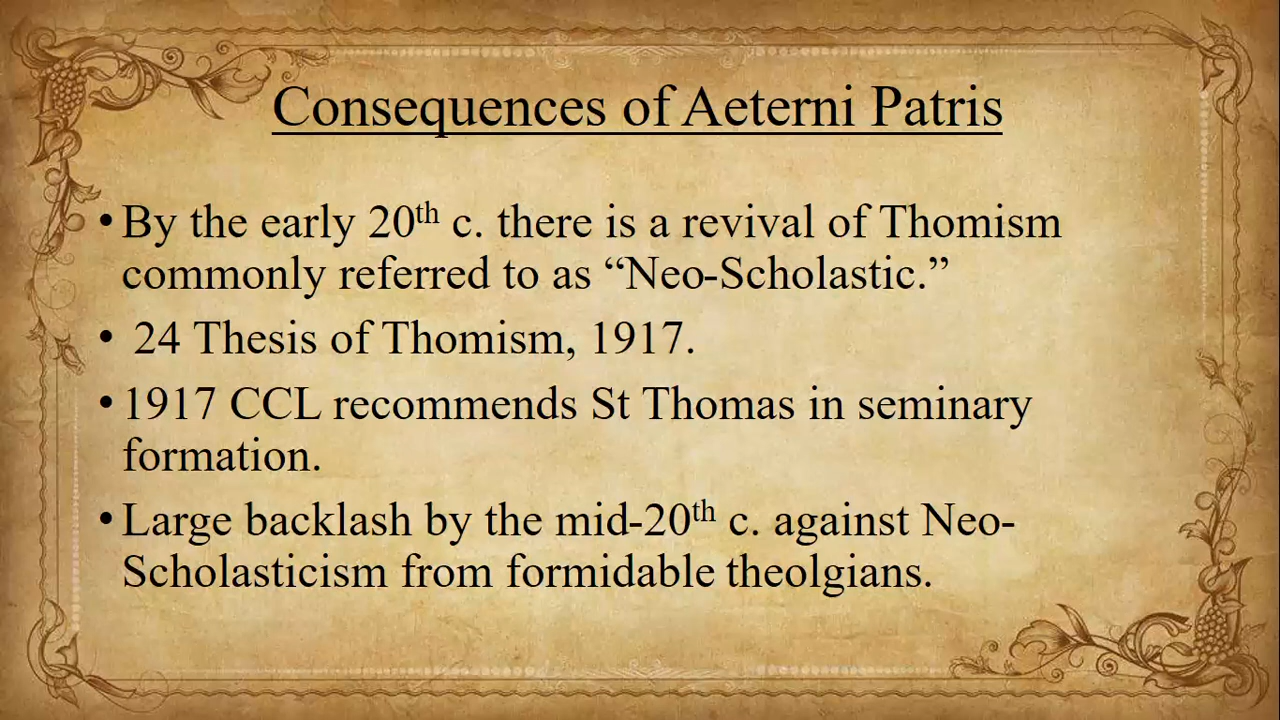 Consequences of Aeterni Patris
• By the early 20th c. there is a revival of Thomism
commonly referred to as “Neo-Scholastic.”
• 24 Thesis of Thomism, 1917.
• 1917 CCL recommends St Thomas in seminary
formation.
• Large backlash by the mid-20th c. against Neo-
Scholasticism from formidable theolgians.